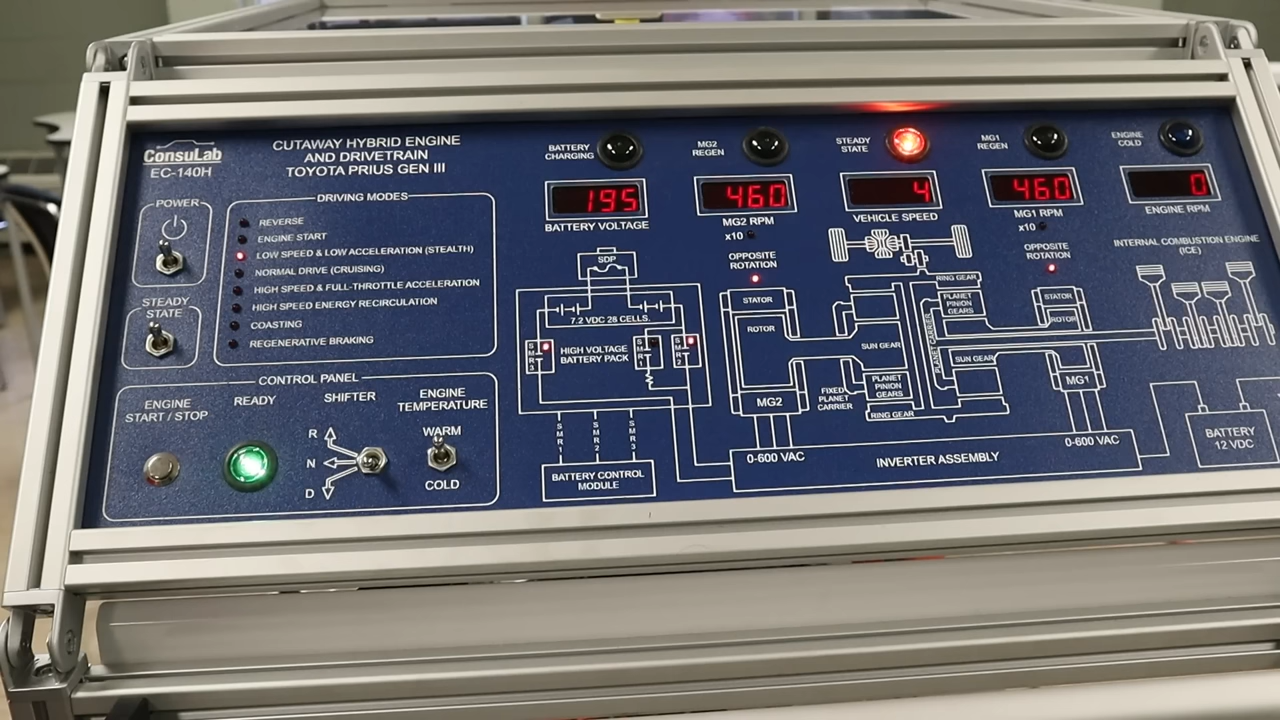 ConsuLab
EC-140H
CUTAWAY HYBRID ENGINE
AND DRIVETRAIN
TOYOTA PRIUS GEN III
BATTERY
CHARGING
MG2
REGEN
STEADY
STATE
MG1
REGEN
ENGINE
COLD
195
460
4
460
0
BATTERY VOLTAGE
MG2 RPM
x10
VEHICLE SPEED
MG1 RPM
x10
ENGINE RPM
POWER
STEADY
STATE
DRIVING MODES
REVERSE
ENGINE START
LOW SPEED & LOW ACCELERATION (STEALTH)
NORMAL DRIVE (CRUISING)
HIGH SPEED & FULL-THROTTLE ACCELERATION
HIGH SPEED ENERGY RECIRCULATION
COASTING
REGENERATIVE BRAKING
CONTROL PANEL
ENGINE
START / STOP
READY
SHIFTER
R
N
D
ENGINE
TEMPERATURE
WARM
COLD
SDP
7.2 VDC 28 CELLS.
HIGH VOLTAGE
BATTERY PACK
SMR3
SMR1
SMR2
SMR1
SMR2
SMR3
BATTERY CONTROL
MODULE
OPPOSITE
ROTATION
STATOR
ROTOR
MG2
0-600 VAC
SUN GEAR
FIXED
PLANET
CARRIER
PLANET
PINION
GEARS
RING GEAR
PLANET CARRIER
RING GEAR
PLANET
PINION
GEARS
SUN GEAR
OPPOSITE
ROTATION
STATOR
ROTOR
MG1
0-600 VAC
INVERTER ASSEMBLY
INTERNAL COMBUSTION ENGINE
(ICE)
BATTERY
12 VDC